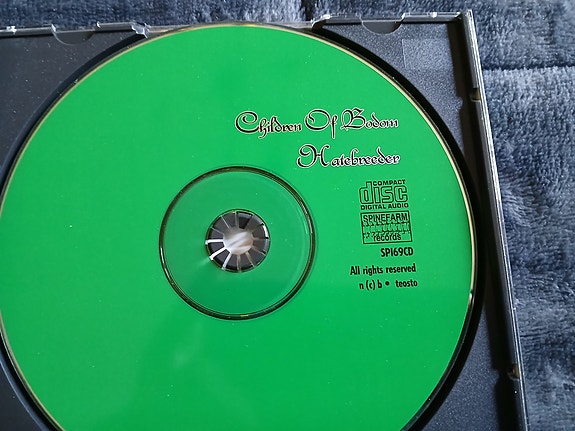 Children Of Bodom
Hatebreeder
COMPACT
disc
DIGITAL AUDIO
SPINEFARM
records
SPI69CD
All rights reserved
n (c) b • teosto